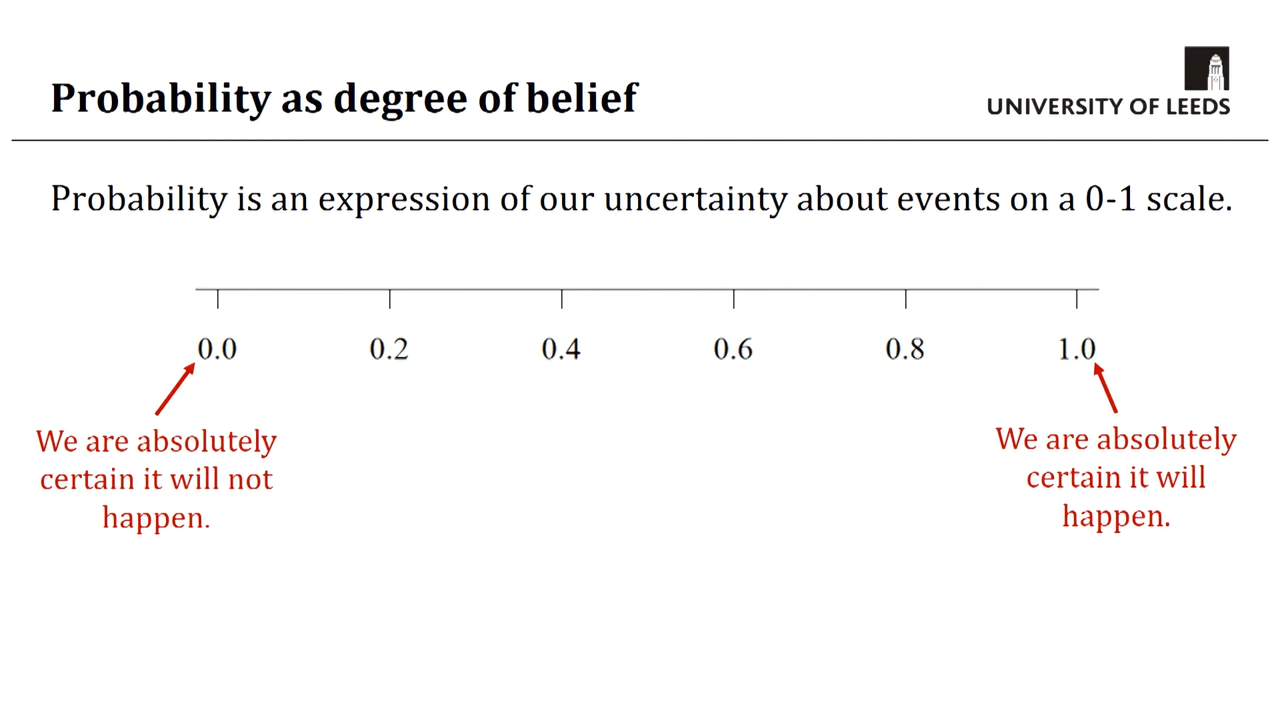 Probability as degree of belief
UNIVERSITY OF LEEDS
Probability is an expression of our uncertainty about events on a 0-1 scale.
0.0 0.2 0.4 0.6 0.8 1.0
We are absolutely
certain it will not
happen.
We are absolutely
certain it will
happen.